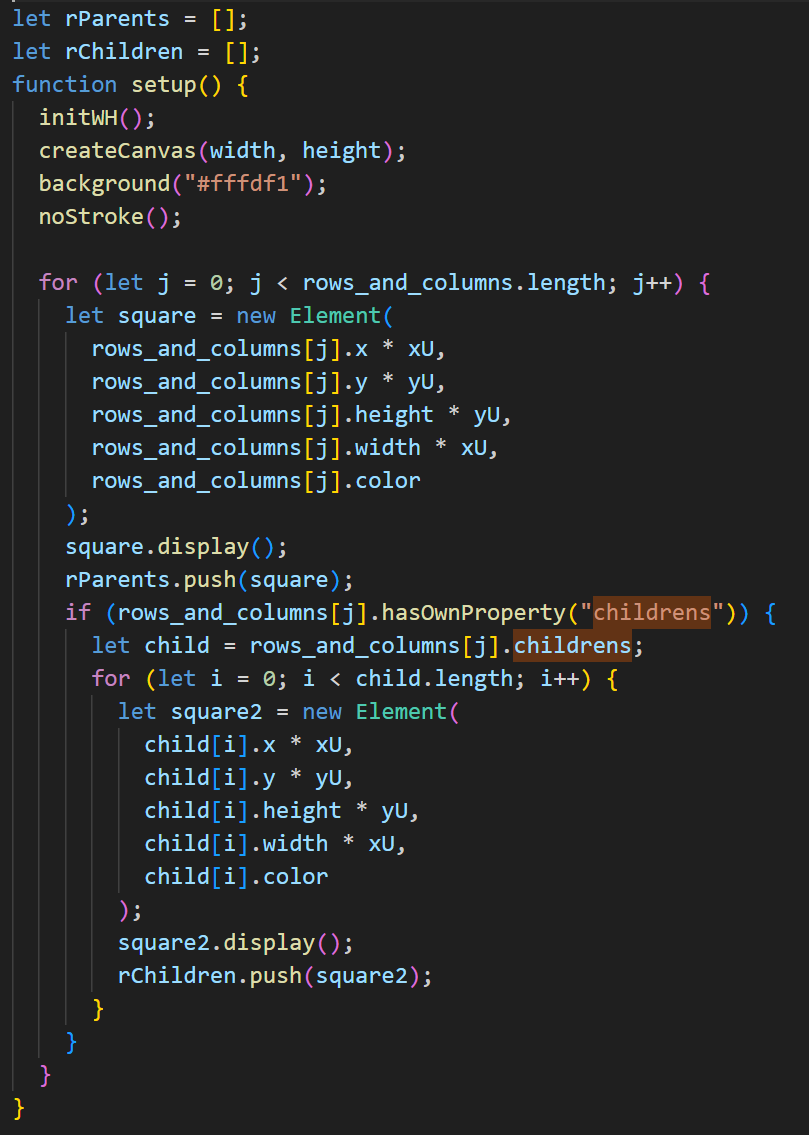 let rParents = [];
let rChildren = [];
function setup() {
  initWH();
  createCanvas(width, height);
  background("#fffdf1");
  noStroke();

  for (let j = 0; j < rows_and_columns.length; j++) {
    let square = new Element(
      rows_and_columns[j].x * xU,
      rows_and_columns[j].y * yU,
      rows_and_columns[j].height * yU,
      rows_and_columns[j].width * xU,
      rows_and_columns[j].color
    );
    square.display();
    rParents.push(square);
    if (rows_and_columns[j].hasOwnProperty("childrens")) {
      let child = rows_and_columns[j].childrens;
      for (let i = 0; i < child.length; i++) {
        let square2 = new Element(
          child[i].x * xU,
          child[i].y * yU,
          child[i].height * yU,
          child[i].width * xU,
          child[i].color
        );
        square2.display();
        rChildren.push(square2);
      }
    }
  }
}